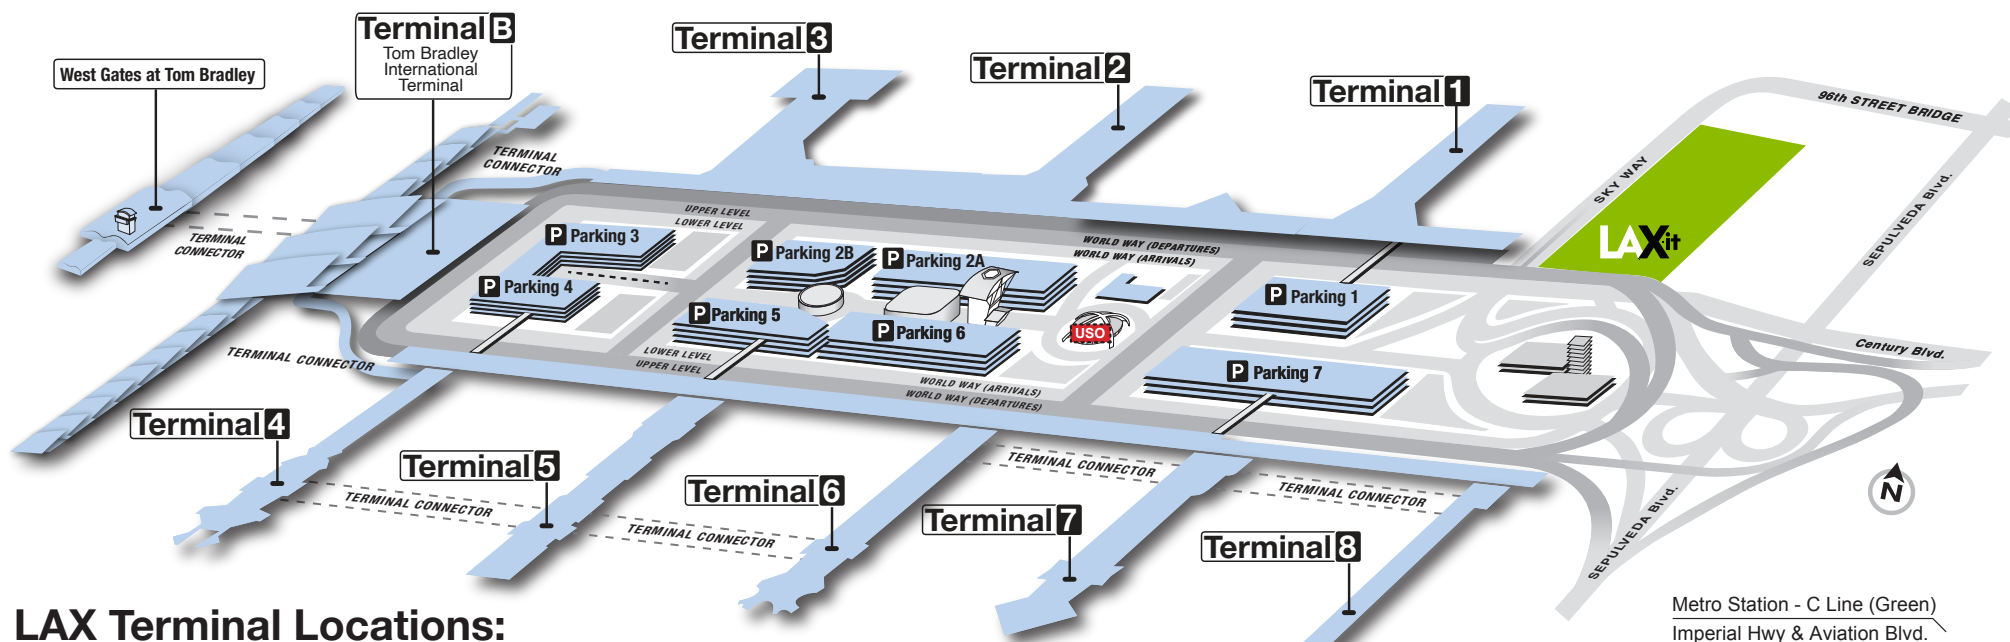 West Gates at Tom Bradley
Terminal B
Tom Bradley
International
Terminal
Terminal 3
Terminal 2
Terminal 1
96th STREET BRIDGE
SKY WAY
SEPULVEDA Blvd.
LAX-it
TERMINAL
CONNECTOR
TERMINAL
CONNECTOR
UPPER LEVEL
LOWER LEVEL
WORLD WAY (DEPARTURES)
WORLD WAY (ARRIVALS)
P Parking 3
P Parking 2B
P Parking 2A
P Parking 4
P Parking 1
P Parking 5
P Parking 6
USO
P Parking 7
Century Blvd.
TERMINAL CONNECTOR
LOWER LEVEL
UPPER LEVEL
WORLD WAY (ARRIVALS)
WORLD WAY (DEPARTURES)
Terminal 4
Terminal 5
Terminal 6
Terminal 7
Terminal 8
TERMINAL CONNECTOR
TERMINAL CONNECTOR
TERMINAL CONNECTOR
TERMINAL CONNECTOR
SEPULVEDA Blvd.
N
LAX Terminal Locations:
Metro Station - C Line (Green)
Imperial Hwy & Aviation Blvd.